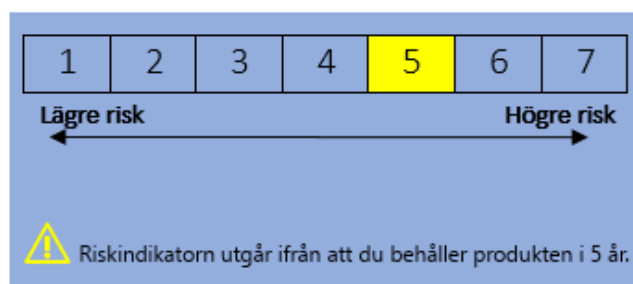 1 2 3 4 5 6 7
Lägre risk Högre risk
Riskindikatorn utgår ifrån att du behåller produkten i 5 år.